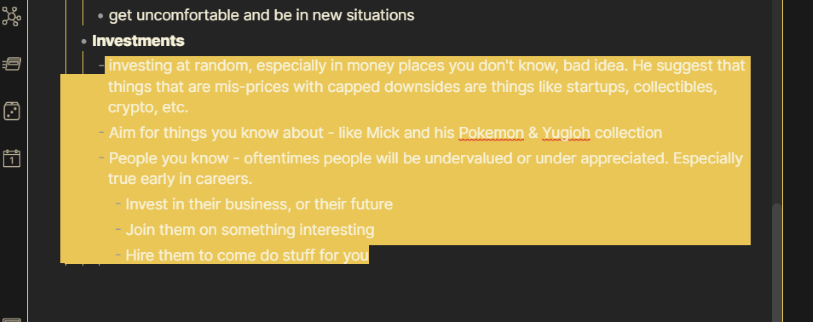 • get uncomfortable and be in new situations
• Investments
- investing at random, especially in money places you don't know, bad idea. He suggest that
things that are mis-prices with capped downsides are things like startups, collectibles,
crypto, etc.
- Aim for things you know about - like Mick and his Pokemon & Yugioh collection
- People you know - oftentimes people will be undervalued or under appreciated. Especially
true early in careers.
- Invest in their business, or their future
- Join them on something interesting
- Hire them to come do stuff for you
1